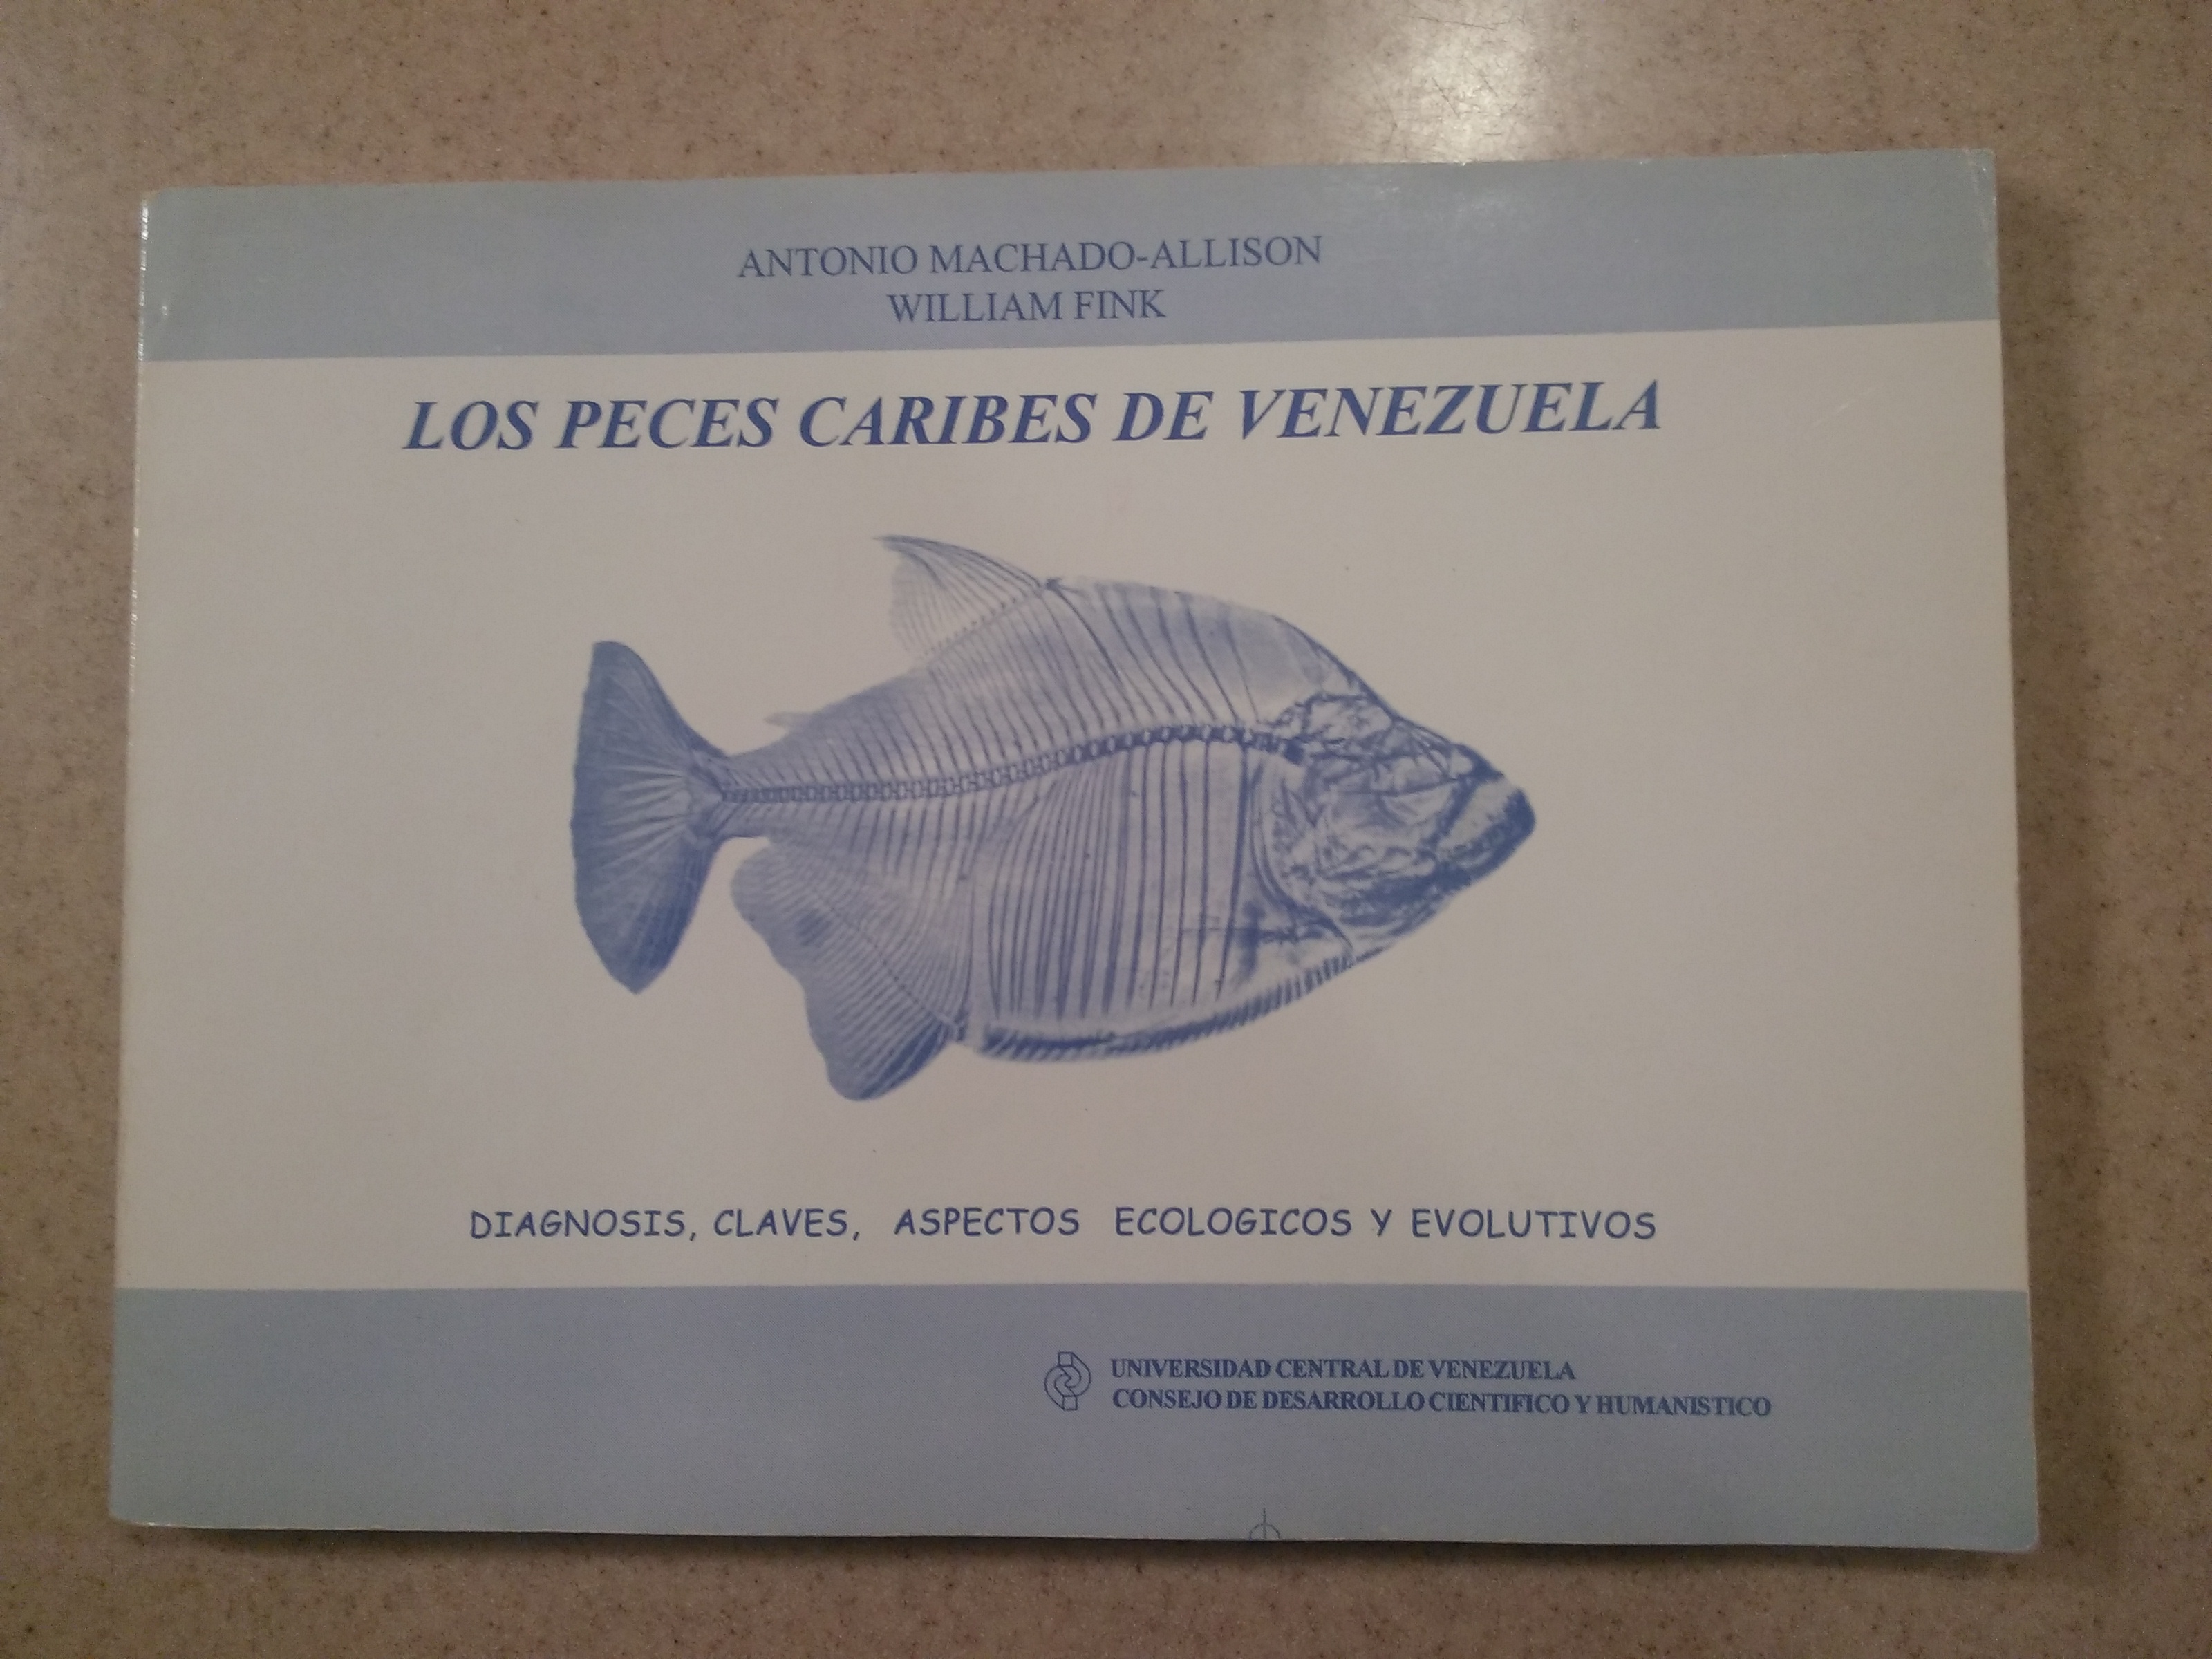 ANTONIO MACHADO-ALLISON
WILLIAM FINK
LOS PECES CARIBES DE VENEZUELA
DIAGNOSIS, CLAVES, ASPECTOS ECOLOGICOS Y EVOLUTIVOS
UNIVERSIDAD CENTRAL DE VENEZUELA
CONSEJO DE DESARROLLO CIENTIFICO Y HUMANISTICO